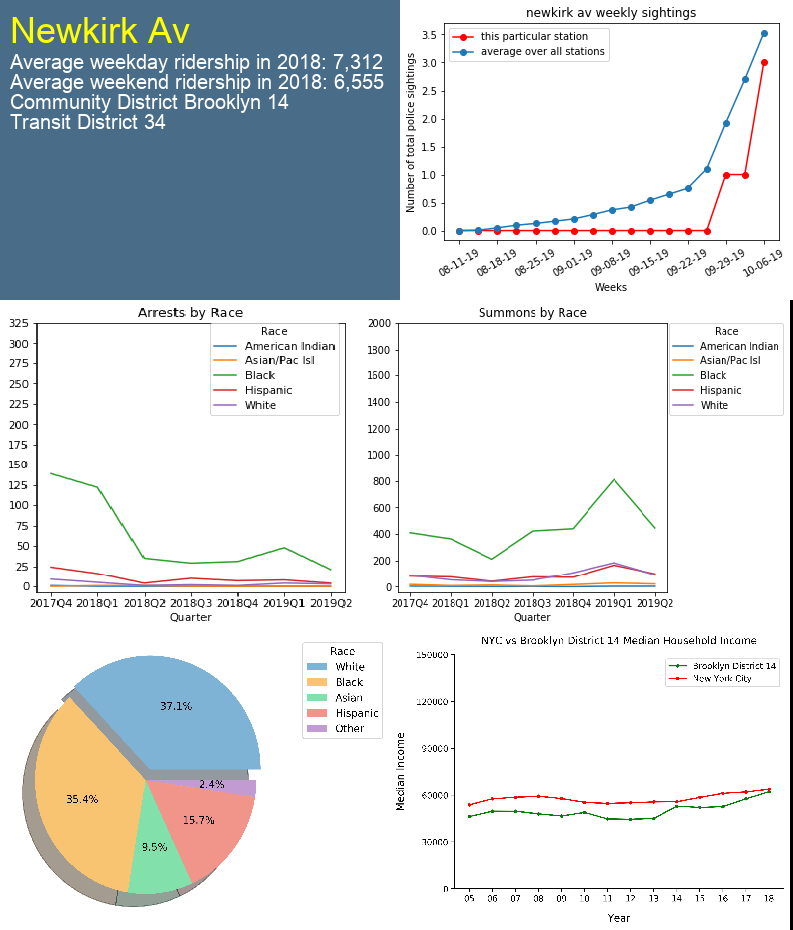 Newkirk Av
Average weekday ridership in 2018: 7,312
Average weekend ridership in 2018: 6,555
Community District Brooklyn 14
Transit District 34
newkirk av weekly sightings
this particular station
average over all stations
Number of total police sightings
3.5
3.0
2.5
2.0
1.5
1.0
0.5
0.0
08-11-19 08-18-19 08-25-19 09-01-19 09-08-19 09-15-19 09-22-19 09-29-19 10-06-19
Weeks
Arrests by Race
Race
American Indian
Asian/Pac Isl
Black
Hispanic
White
325
300
275
250
225
200
175
150
125
100
75
50
25
0
2017Q4 2018Q1 2018Q2 2018Q3 2018Q4 2019Q1 2019Q2
Quarter
Summons by Race
Race
American Indian
Asian/Pac Isl
Black
Hispanic
White
2000
1800
1600
1400
1200
1000
800
600
400
200
0
2017Q4 2018Q1 2018Q2 2018Q3 2018Q4 2019Q1 2019Q2
Quarter
Race
White
Black
Asian
Hispanic
Other
37.1%
35.4%
9.5%
15.7%
2.4%
NYC vs Brooklyn District 14 Median Household Income
Brooklyn District 14
New York City
Median Income
150000
120000
90000
60000
30000
0
05 06 07 08 09 10 11 12 13 14 15 16 17 18
Year